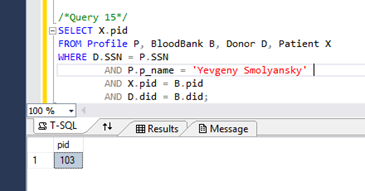 /*Query 15*/
SELECT X.pid
FROM Profile P, BloodBank B, Donor D, Patient X
WHERE D.SSN = P.SSN
AND P.p_name = 'Yevgeny Smolyansky'
AND X.pid = B.pid
AND D.did = B.did;
100 %
T-SQL Results Message
pid
1 103